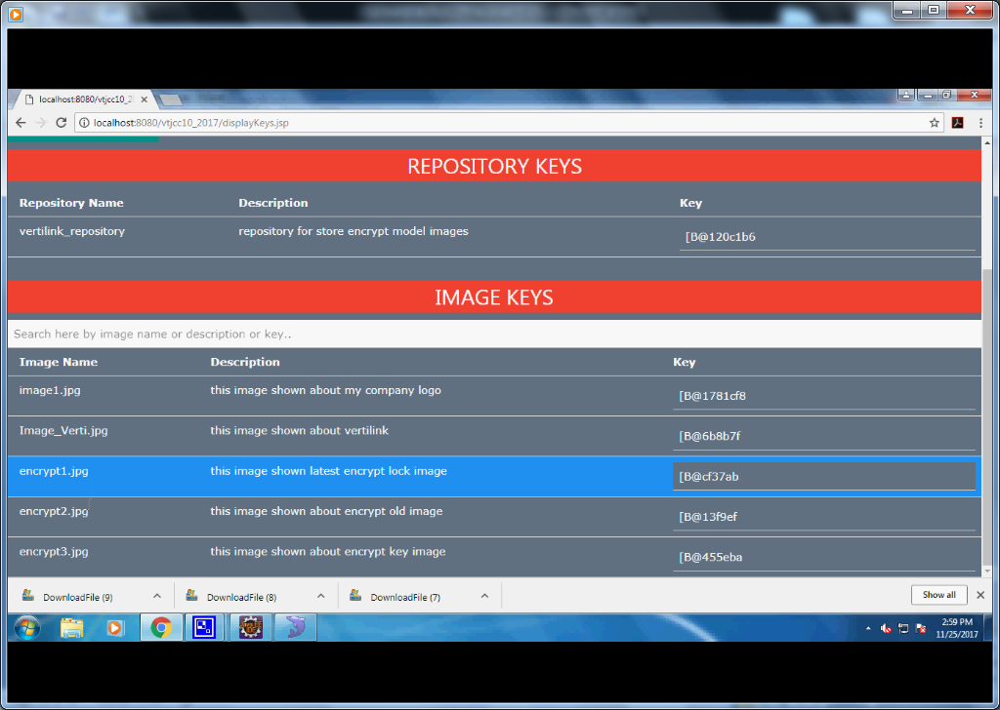 localhost:8080/vtjcc10_2
localhost:8080/vtjcc10_2017/displayKeys.jsp
REPOSITORY KEYS
Repository Name Description Key
vertilink_repository repository for store encrypt model images [B@120c1b6
IMAGE KEYS
Search here by image name or description or key..
Image Name Description Key
image1.jpg this image shown about my company logo [B@1781cf8
Image_Verti.jpg this image shown about vertilink [B@6b8b7f
encrypt1.jpg this image shown latest encrypt lock image [B@cf37ab
encrypt2.jpg this image shown about encrypt old image [B@13f9ef
encrypt3.jpg this image shown about encrypt key image [B@455eba
DownloadFile (9) DownloadFile (8) DownloadFile (7) Show all
2:59 PM
11/25/2017